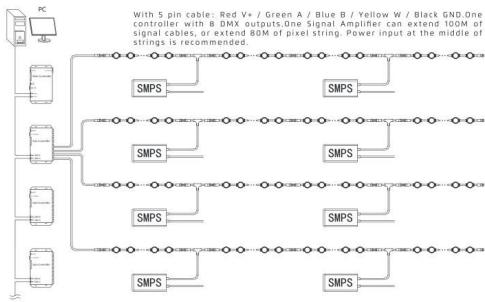 PC
With 5 pin cable: Red V+ / Green A / Blue B / Yellow W / Black GND.One
controller with 8 DMX outputs.One Signal Amplifier can extend 100M of
signal cables, or extend 80M of pixel string. Power input at the middle of
strings is recommended.
SMPS
SMPS
SMPS
SMPS
SMPS
SMPS
SMPS
SMPS